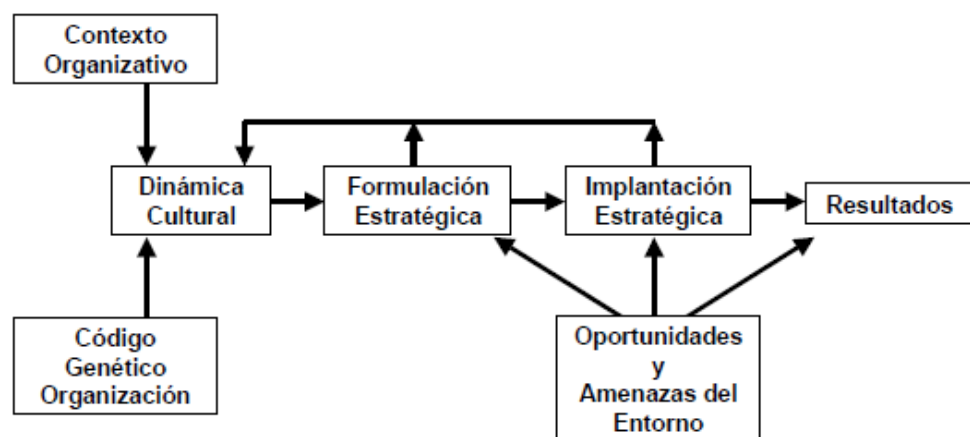 Contexto
Organizativo
Dinámica
Cultural
Formulación
Estratégica
Implantación
Estratégica
Resultados
Código
Genético
Organización
Oportunidades
y
Amenazas del
Entorno